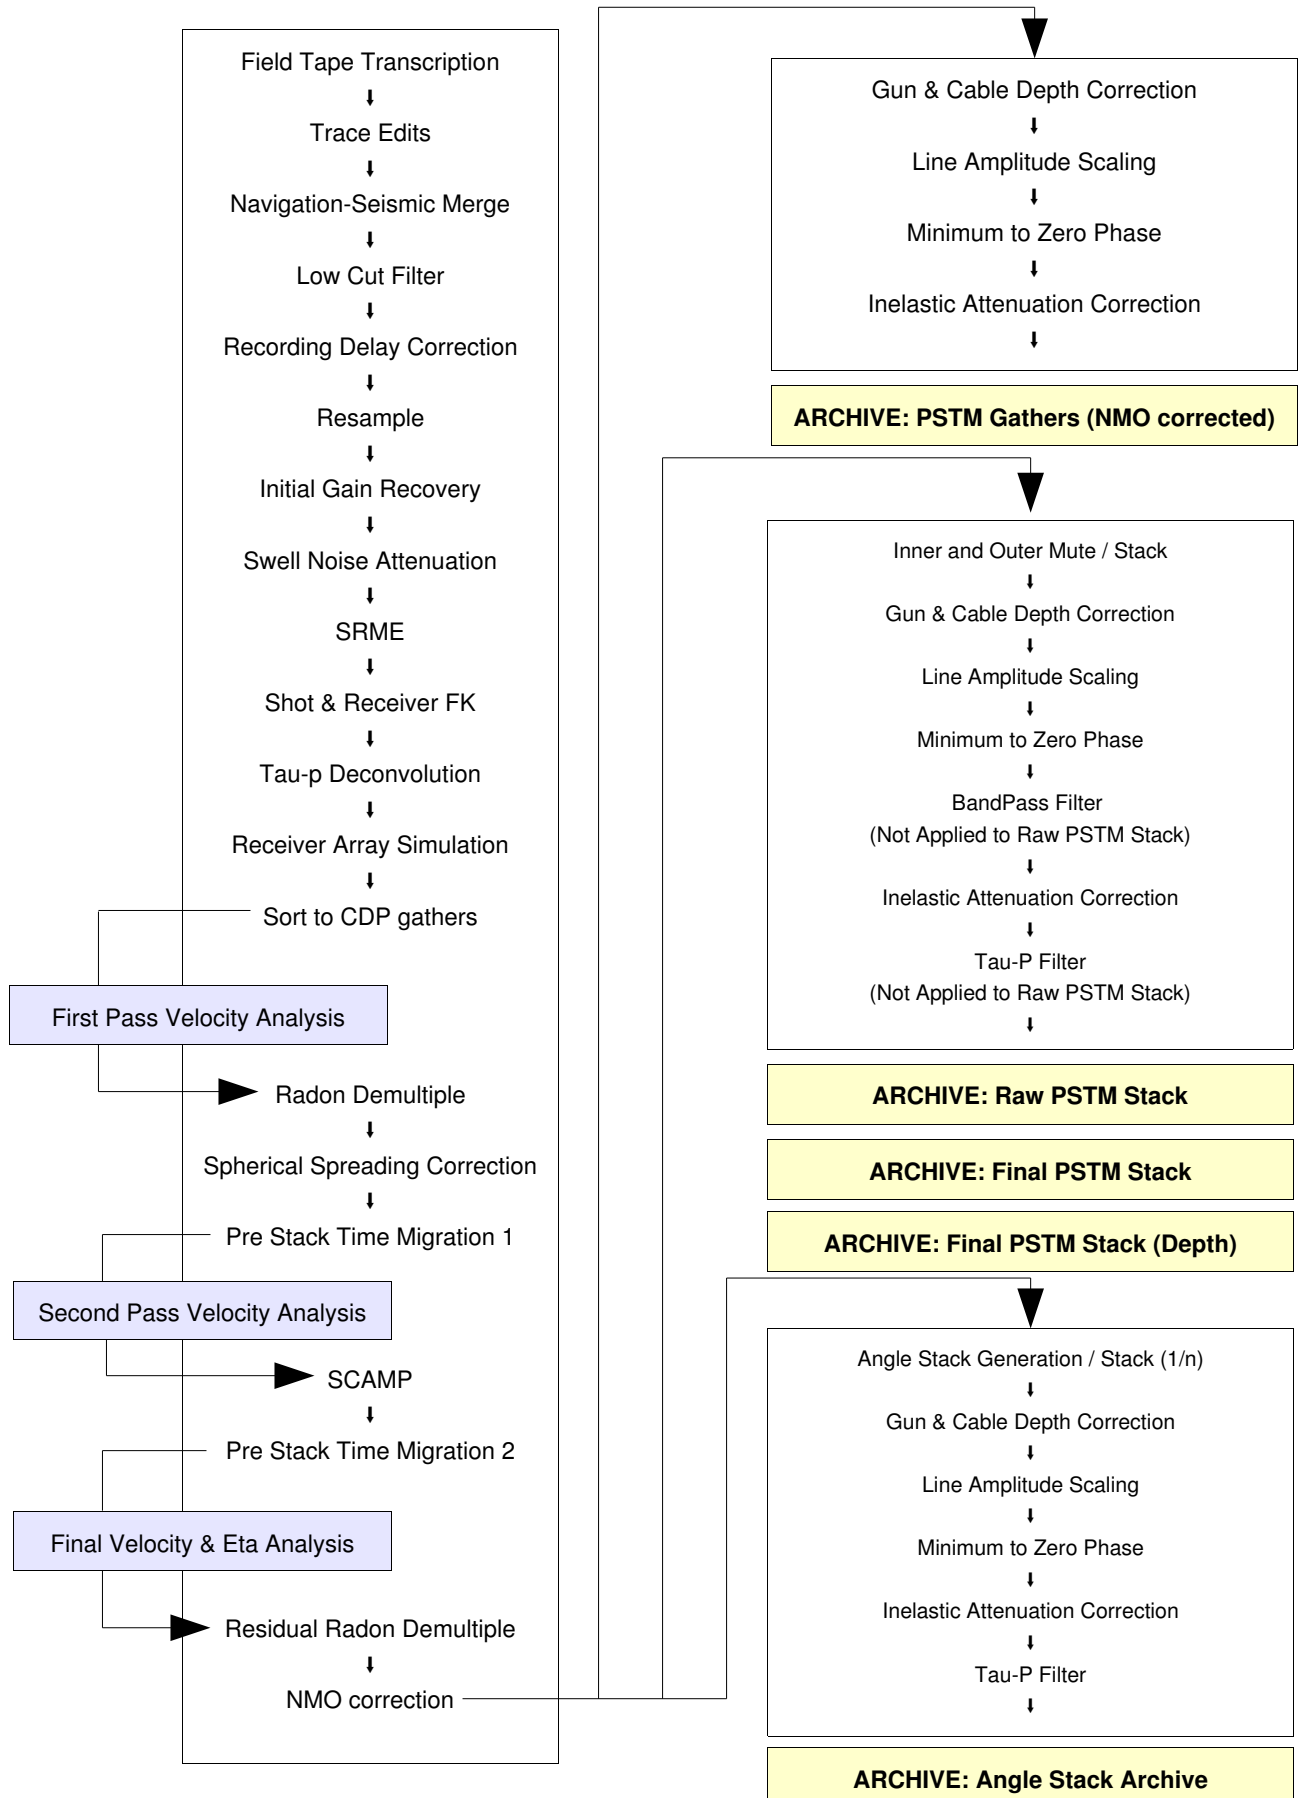 Field Tape Transcription
Trace Edits
Navigation-Seismic Merge
Low Cut Filter
Recording Delay Correction
Resample
Initial Gain Recovery
Swell Noise Attenuation
SRME
Shot & Receiver FK
Tau-p Deconvolution
Receiver Array Simulation
Sort to CDP gathers
First Pass Velocity Analysis
Radon Demultiple
Spherical Spreading Correction
Pre Stack Time Migration 1
Second Pass Velocity Analysis
SCAMP
Pre Stack Time Migration 2
Final Velocity & Eta Analysis
Residual Radon Demultiple
NMO correction
Gun & Cable Depth Correction
Line Amplitude Scaling
Minimum to Zero Phase
Inelastic Attenuation Correction
ARCHIVE: PSTM Gathers (NMO corrected)
Inner and Outer Mute / Stack
Gun & Cable Depth Correction
Line Amplitude Scaling
Minimum to Zero Phase
BandPass Filter
(Not Applied to Raw PSTM Stack)
Inelastic Attenuation Correction
Tau-P Filter
(Not Applied to Raw PSTM Stack)
ARCHIVE: Raw PSTM Stack
ARCHIVE: Final PSTM Stack
ARCHIVE: Final PSTM Stack (Depth)
Angle Stack Generation / Stack (1/n)
Gun & Cable Depth Correction
Line Amplitude Scaling
Minimum to Zero Phase
Inelastic Attenuation Correction
Tau-P Filter
ARCHIVE: Angle Stack Archive